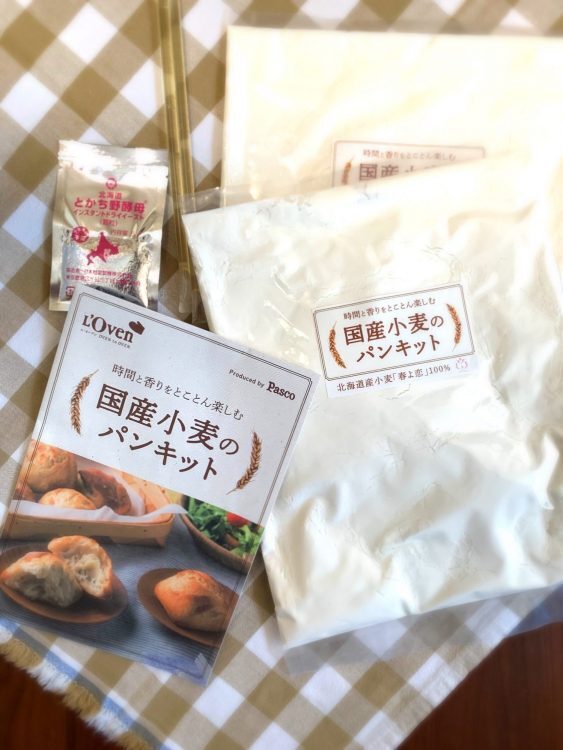 時間と香りをとことん楽しむ
国産小麦の
北海道
とかち野酵母
インスタントドライイースト
時間と香りをとことん楽しむ
国産小麦の
パンキット
北海道産小麦「春よ恋」100%
L'Oven
Produced by Pasco
時間と香りをとことん楽しむ
国産小麦の
パンキット